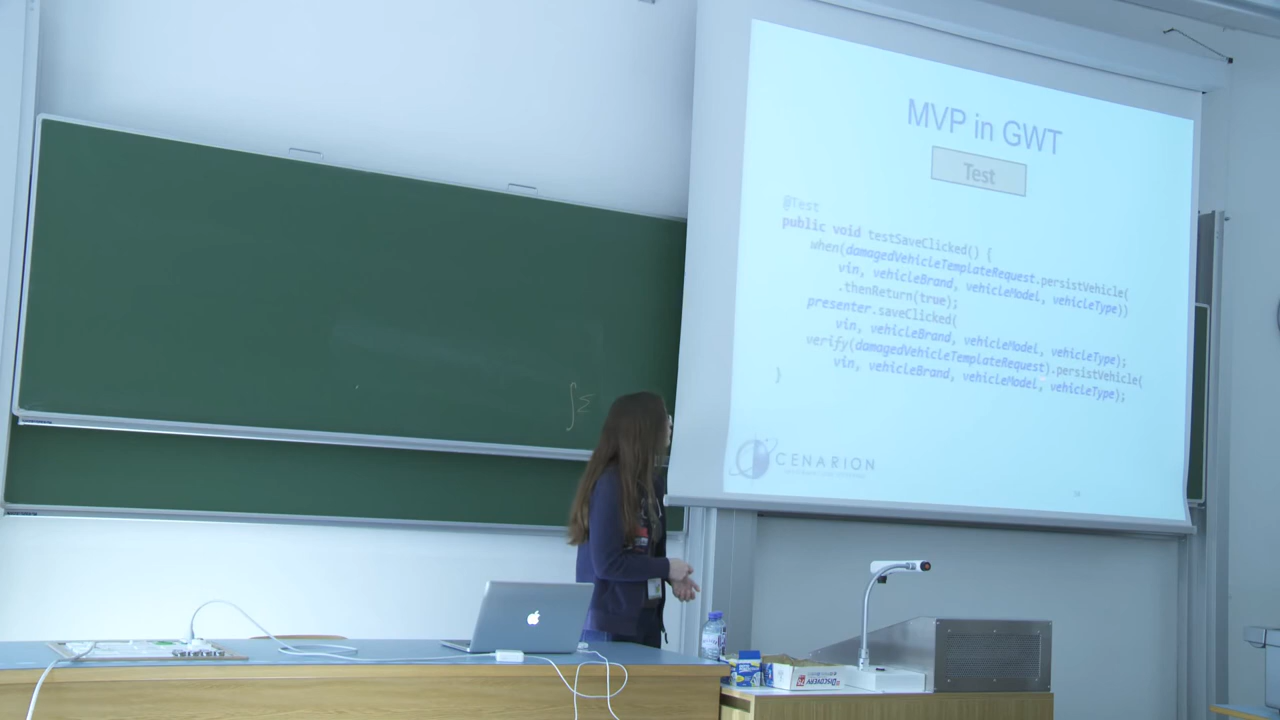 MVP in GWT
Test
@Test
public void testSaveClicked() {
when(damagedVehicleTemplateRequest.persistVehicle(
vin, vehicleBrand, vehicleModel, vehicleType))
.thenReturn(true);
presenter.saveClicked(
vin, vehicleBrand, vehicleModel, vehicleType);
verify(damagedVehicleTemplateRequest).persistVehicle(
vin, vehicleBrand, vehicleModel, vehicleType);
}
CENARION
∫Σ
DISCOVERY